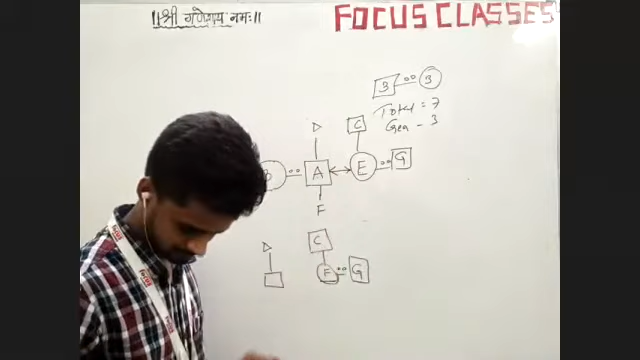 ॥श्री गणेशाय नमः॥
FOCUS CLASSES
3 3
Total = 7
Gen - 3
D C
A E G
F
D C
G